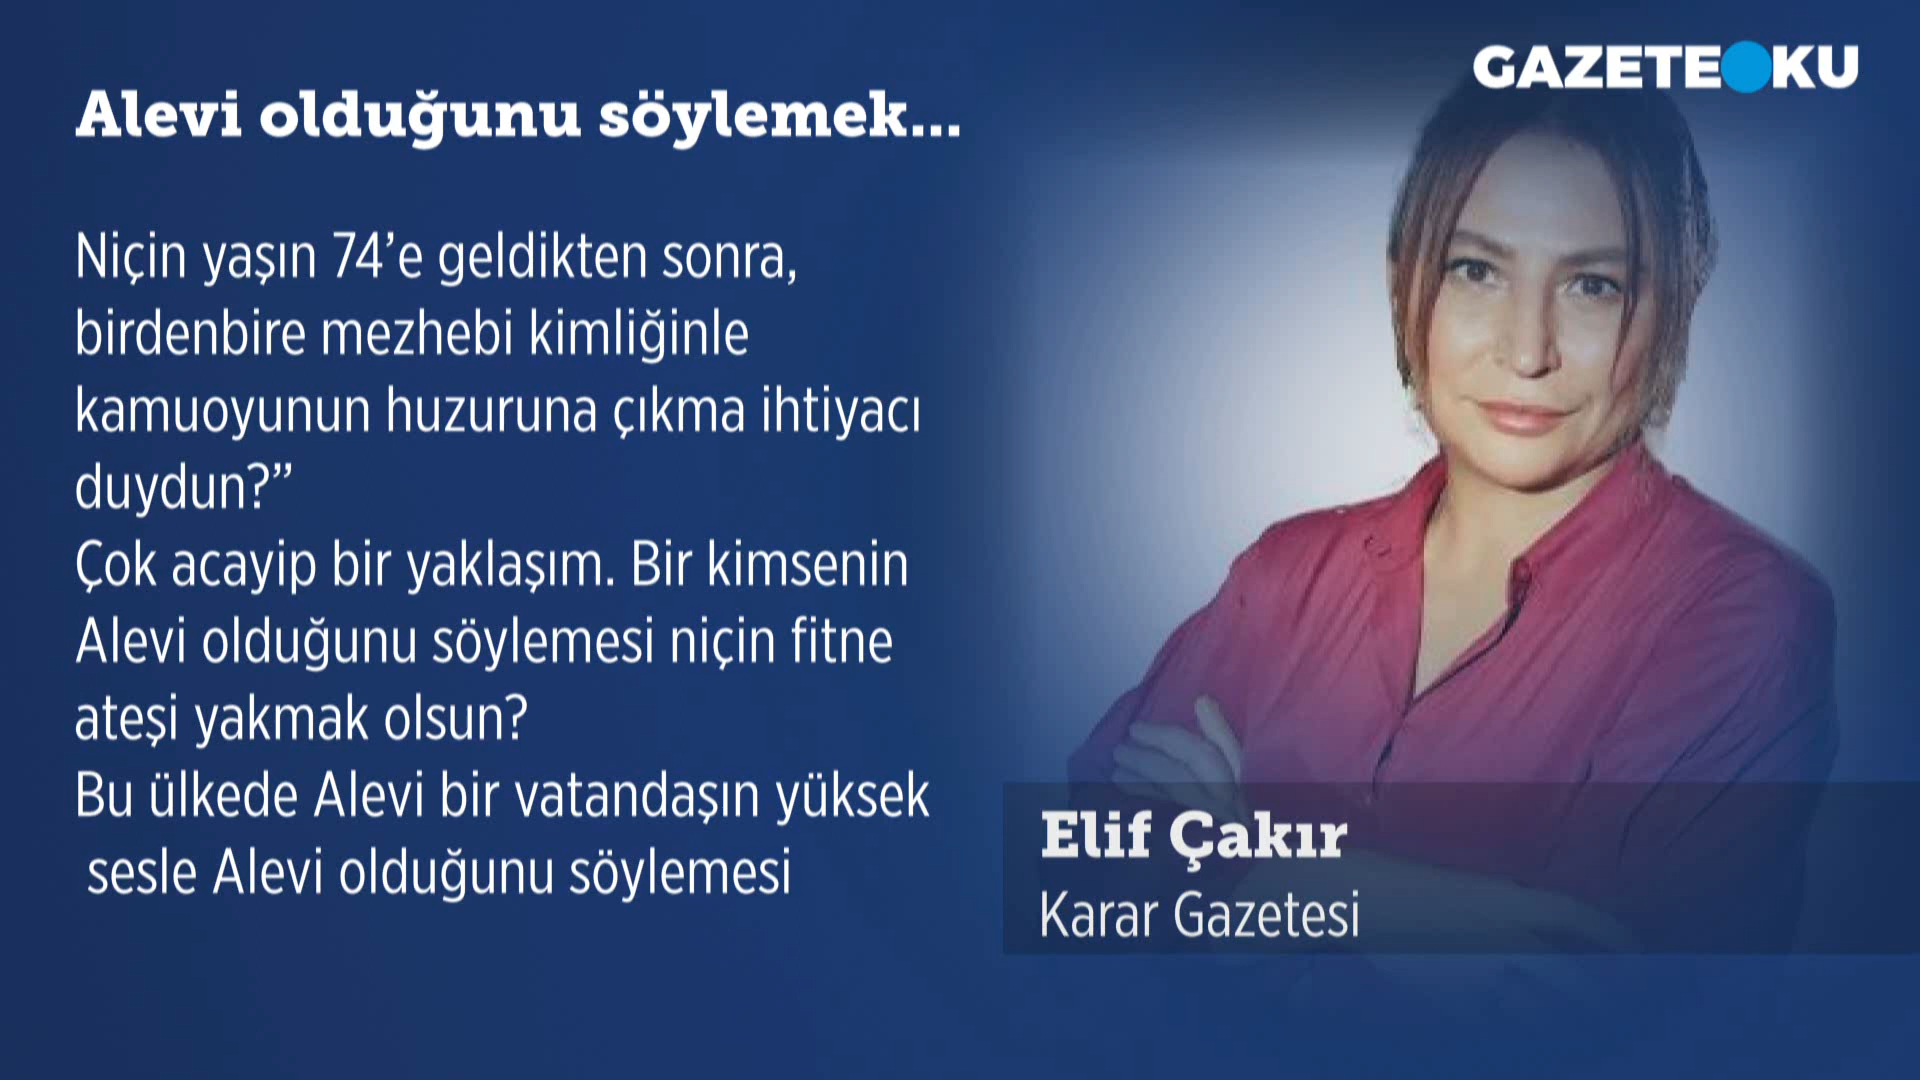 GAZETEOKU
Alevi olduğunu söylemek...
Niçin yaşın 74’e geldikten sonra,
birdenbire mezhebi kimliğinle
kamuoyunun huzuruna çıkma ihtiyacı
duydun?”
Çok acayip bir yaklaşım. Bir kimsenin
Alevi olduğunu söylemesi niçin fitne
ateşi yakmak olsun?
Bu ülkede Alevi bir vatandaşın yüksek
sesle Alevi olduğunu söylemesi
Elif Çakır
Karar Gazetesi